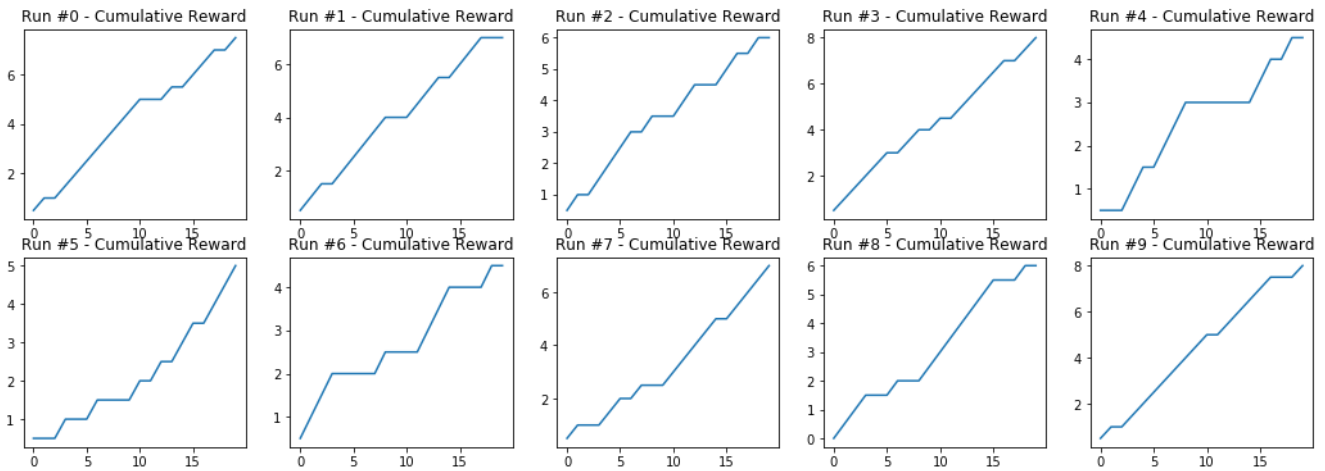 Run #0 - Cumulative Reward
6
4
2
0 5 10 15
Run #1 - Cumulative Reward
6
4
2
0 5 10 15
Run #2 - Cumulative Reward
6
5
4
3
2
1
0 5 10 15
Run #3 - Cumulative Reward
8
6
4
2
0 5 10 15
Run #4 - Cumulative Reward
4
3
2
1
0 5 10 15
Run #5 - Cumulative Reward
5
4
3
2
1
0 5 10 15
Run #6 - Cumulative Reward
4
3
2
1
0 5 10 15
Run #7 - Cumulative Reward
6
4
2
0 5 10 15
Run #8 - Cumulative Reward
6
5
4
3
2
1
0
0 5 10 15
Run #9 - Cumulative Reward
8
6
4
2
0 5 10 15